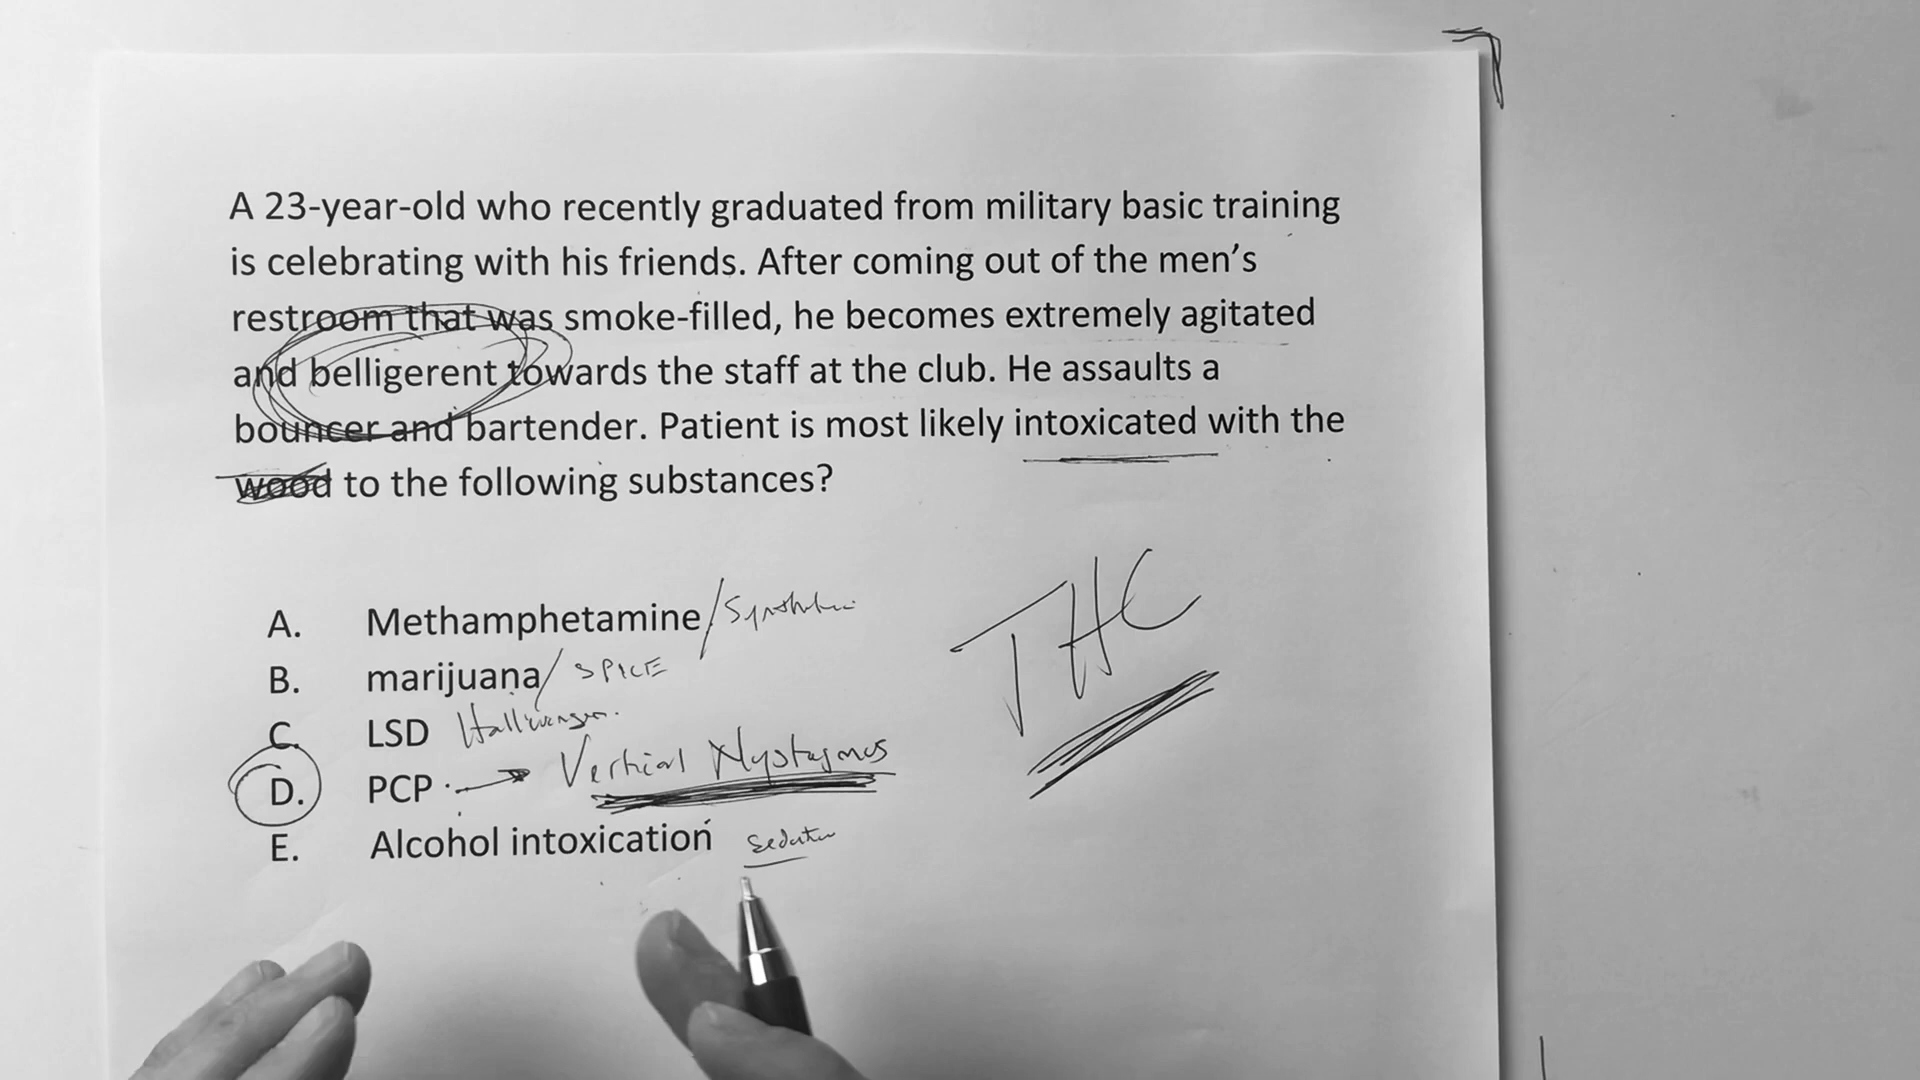 A 23-year-old who recently graduated from military basic training
is celebrating with his friends. After coming out of the men's
restroom that was smoke-filled, he becomes extremely agitated
and belligerent towards the staff at the club. He assaults a
bouncer and bartender. Patient is most likely intoxicated with the
wood to the following substances?
A. Methamphetamine/
B. marijuana/ SPICE
THC
C. LSD
D. PCP → Vertical Nystagmus
E. Alcohol intoxication